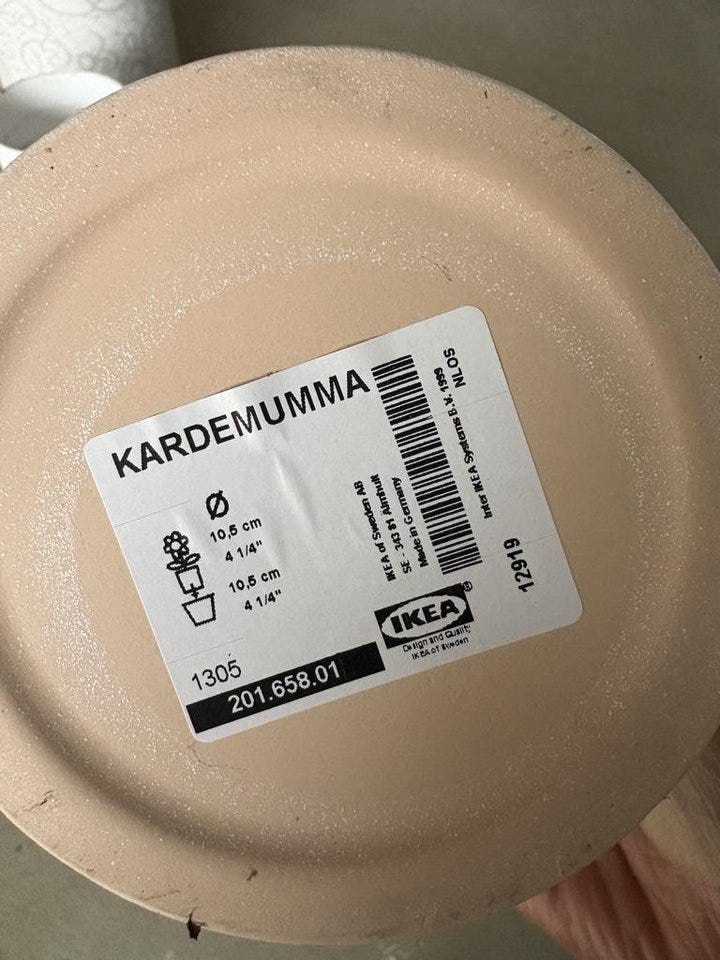 KARDEMUMMA
Ø
10,5 cm
4 1/4"
10,5 cm
4 1/4"
1305
201.658.01
IKEA of Sweden AB
SE - 343 81 Älmhult
Made in Germany
Inter IKEA Systems B.V. 1999
NLOS
12919
IKEA
®
Design and Quality
IKEA of Sweden